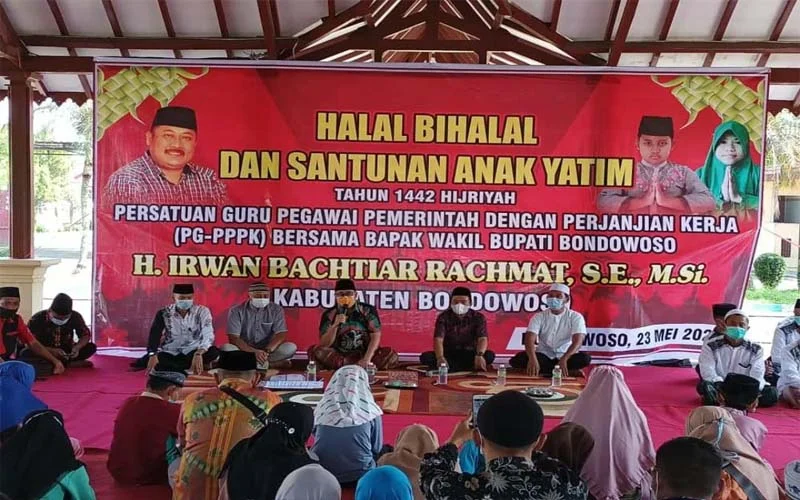 HALAL BIHALAL
DAN SANTUNAN ANAK YATIM
TAHUN 1442 HIJRIYAH
PERSATUAN GURU PEGAWAI PEMERINTAH DENGAN PERJANJIAN KERJA
(PG-PPPK) BERSAMA BAPAK WAKIL BUPATI BONDOWOSO
H. IRWAN BACHTIAR RACHMAT, S.E., M.Si.
KABUPATEN BONDOWOSO
WOSO, 23 MEI